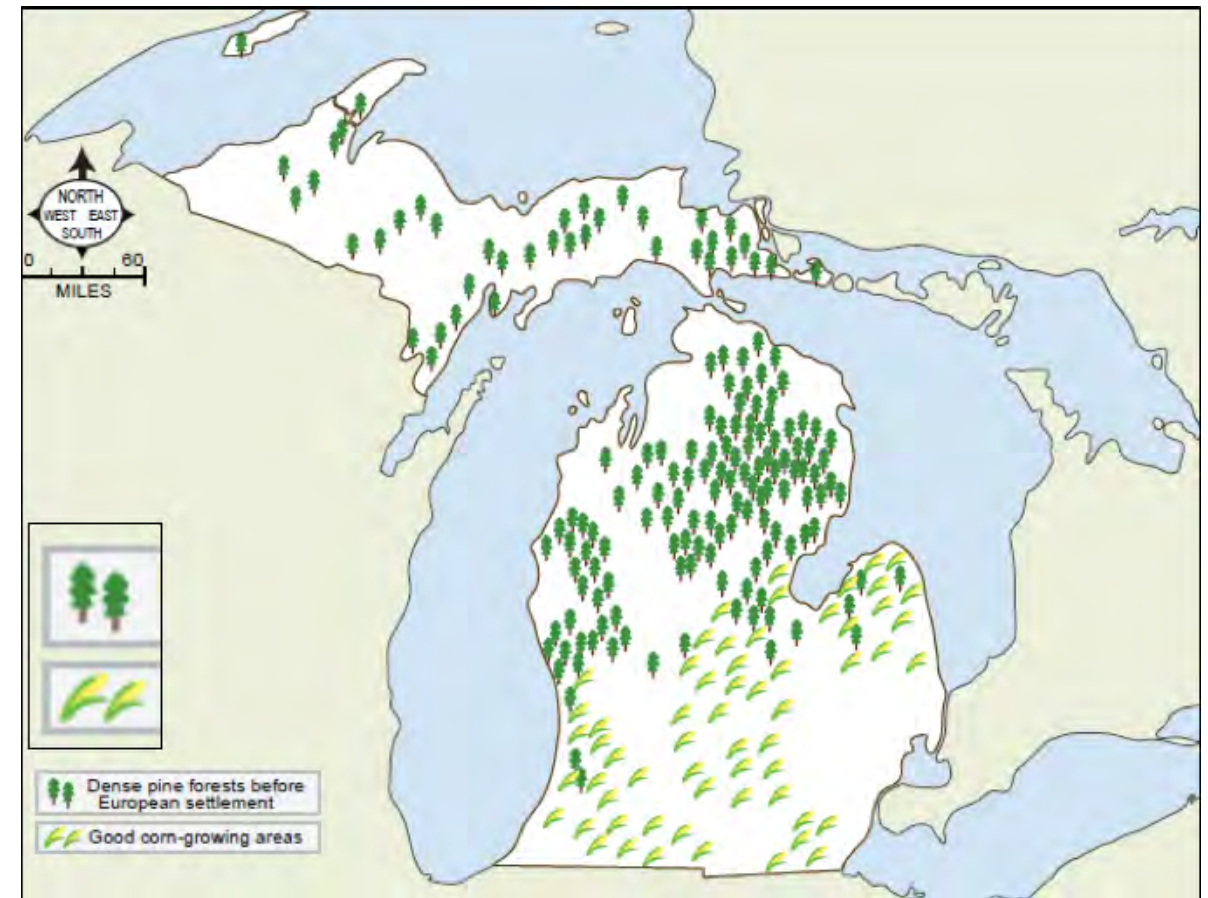 NORTH
WEST EAST
SOUTH
0 60
MILES
Dense pine forests before
European settlement
Good corn-growing areas